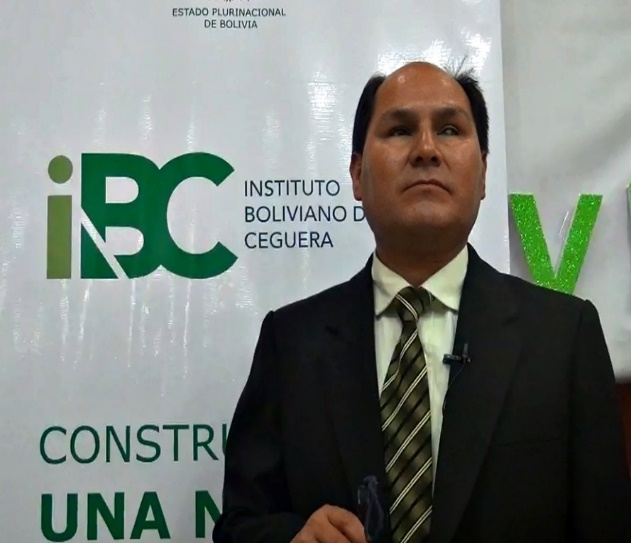 ESTADO PLURINACIONAL
DE BOLIVIA
iBC
INSTITUTO
BOLIVIANO D
CEGUERA
V
CONSTRU
UNA N